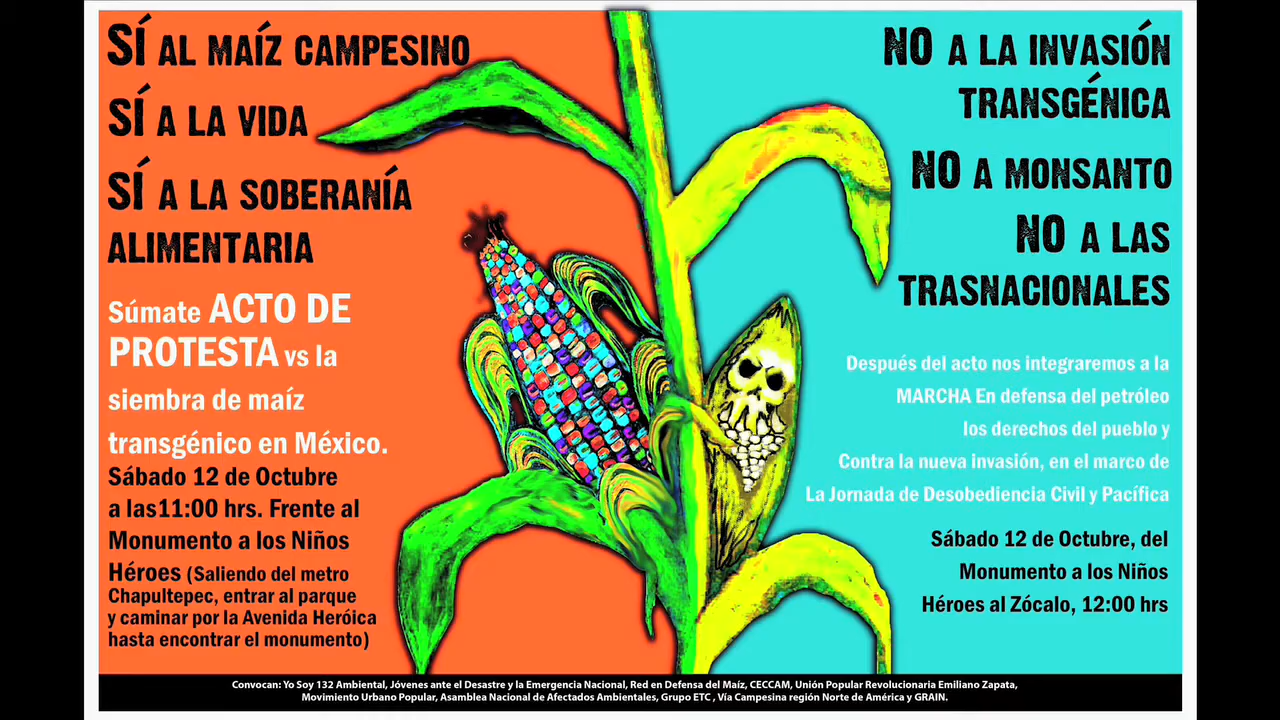 SÍ AL MAÍZ CAMPESINO
SÍ A LA VIDA
SÍ A LA SOBERANÍA
ALIMENTARIA
Súmate ACTO DE
PROTESTA vs la
siembra de maíz
transgénico en México.
Sábado 12 de Octubre
a las11:00 hrs. Frente al
Monumento a los Niños
Héroes (Saliendo del metro
Chapultepec, entrar al parque
y caminar por la Avenida Heróica
hasta encontrar el monumento)
NO A LA INVASIÓN
TRANSGÉNICA
NO A MONSANTO
NO A LAS
TRASNACIONALES
Después del acto nos integraremos a la
MARCHA En defensa del petróleo
los derechos del pueblo y
Contra la nueva invasión, en el marco de
La Jornada de Desobediencia Civil y Pacífica
Sábado 12 de Octubre, del
Monumento a los Niños
Héroes al Zócalo, 12:00 hrs
Convocan: Yo Soy 132 Ambiental, Jóvenes ante el Desastre y la Emergencia Nacional, Red en Defensa del Maíz, CECCAM, Unión Popular Revolucionaria Emiliano Zapata,
Movimiento Urbano Popular, Asamblea Nacional de Afectados Ambientales, Grupo ETC , Vía Campesina región Norte de América y GRAIN.